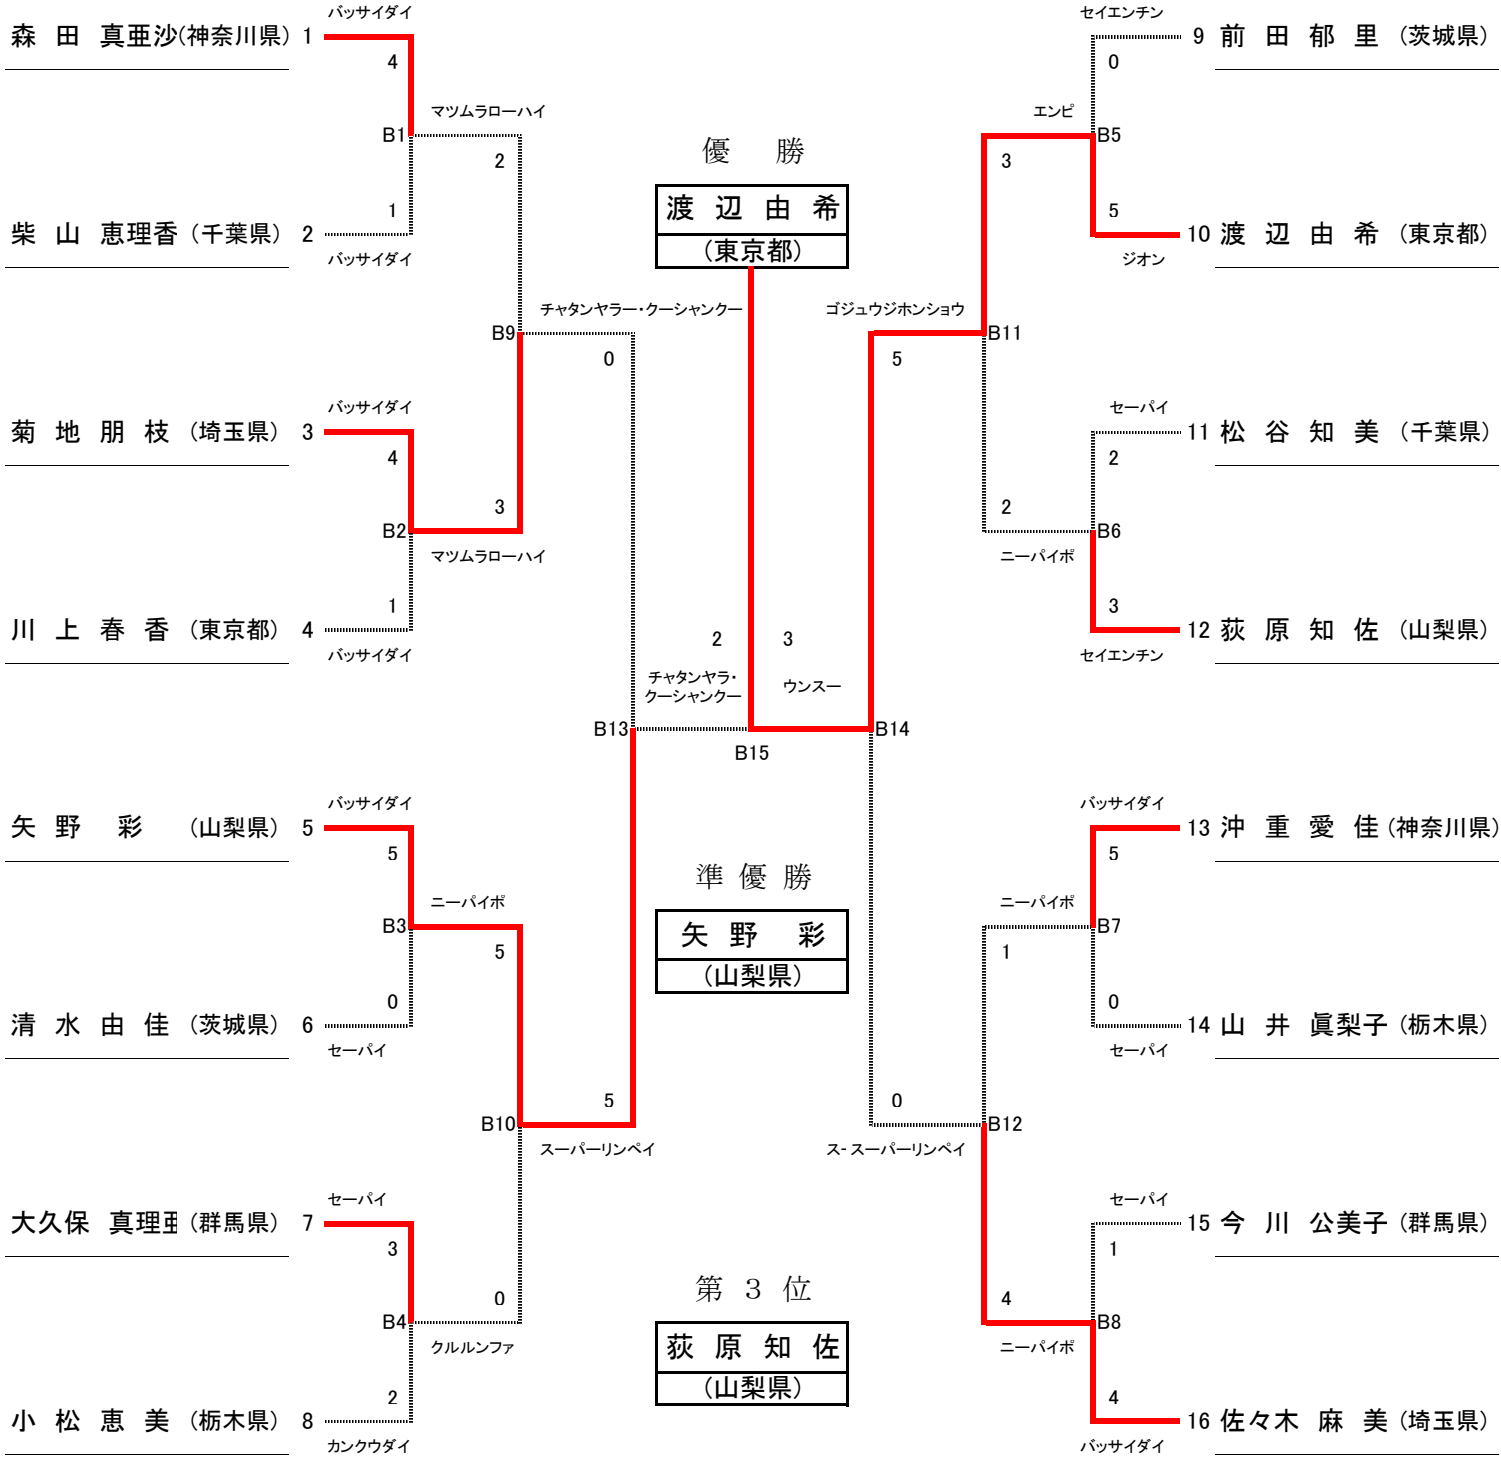 バッサイダイ
森 田 真亜沙(神奈川県) 1
4
マツムラローハイ
B1
2
1
柴 山 恵理香 (千葉県) 2
バッサイダイ
チャタンヤラー・クーシャンクー
B9
0
バッサイダイ
菊 地 朋 枝 (埼玉県) 3
4
3
B2
マツムラローハイ
1
川 上 春 香 (東京都) 4
バッサイダイ
B13
バッサイダイ
矢 野 彩 (山梨県) 5
5
ニーパイポ
B3
5
0
清 水 由 佳 (茨城県) 6
セーパイ
5
B10
スーパーリンペイ
セーパイ
大久保 真理亜 (群馬県) 7
3
0
B4
クルルンファ
2
小 松 恵 美 (栃木県) 8
カンクウダイ
優 勝
渡 辺 由 希
(東京都)
2 3
チャタンヤラ・
クーシャンクー
ウンスー
B15
準 優 勝
矢 野 彩
(山梨県)
第 3 位
荻 原 知 佐
(山梨県)
セイエンチン
9 前 田 郁 里 (茨城県)
0
エンピ
B5
3
5
10 渡 辺 由 希 (東京都)
ジオン
ゴジュウジホンショウ
B11
5
セーパイ
11 松 谷 知 美 (千葉県)
2
2
B6
ニーパイポ
3
12 荻 原 知 佐 (山梨県)
セイエンチン
B14
バッサイダイ
13 沖 重 愛 佳 (神奈川県)
5
ニーパイポ
B7
1
0
14 山 井 眞梨子 (栃木県)
セーパイ
0
B12
ス-スーパーリンペイ
セーパイ
15 今 川 公美子 (群馬県)
1
4
B8
ニーパイポ
4
16 佐々木 麻 美 (埼玉県)
バッサイダイ